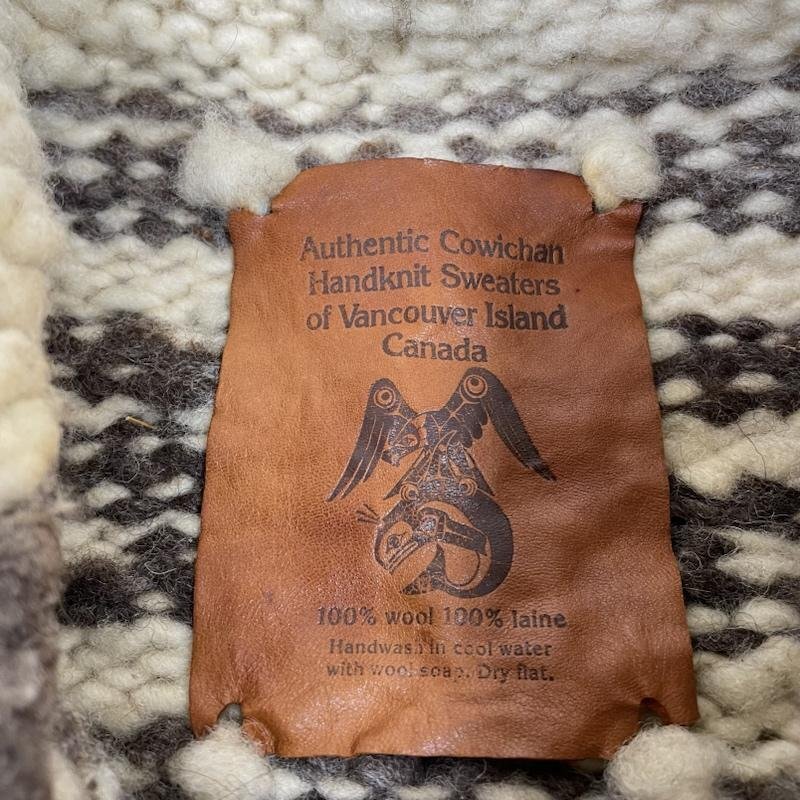 Authentic Cowichan
Handknit Sweaters
of Vancouver Island
Canada
100% wool 100% laine
Handwash in cool water
with wool soap. Dry flat.